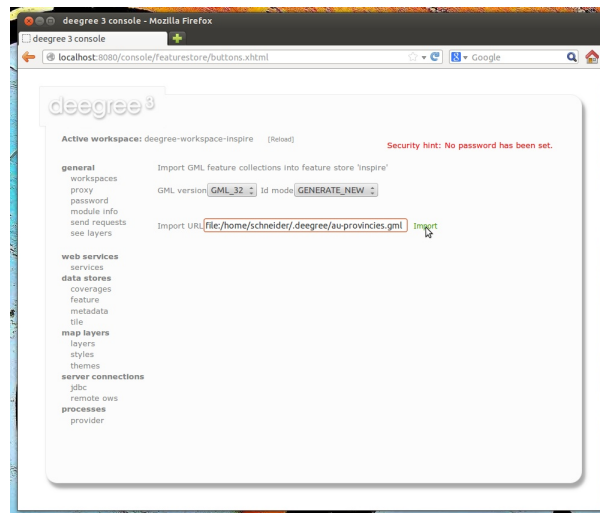 deegree 3 console - Mozilla Firefox
deegree 3 console
localhost:8080/console/featurestore/buttons.xhtml
Google
deegree 3
Active workspace: deegree-workspace-inspire [Reload]
Security hint: No password has been set.
general
workspaces
proxy
password
module info
send requests
see layers
web services
services
data stores
coverages
feature
metadata
tile
map layers
layers
styles
themes
server connections
jdbc
remote ows
processes
provider
Import GML feature collections into feature store 'inspire'
GML version GML_32 Id mode GENERATE_NEW
Import URL file:/home/schneider/.deegree/au-provincies.gml Import